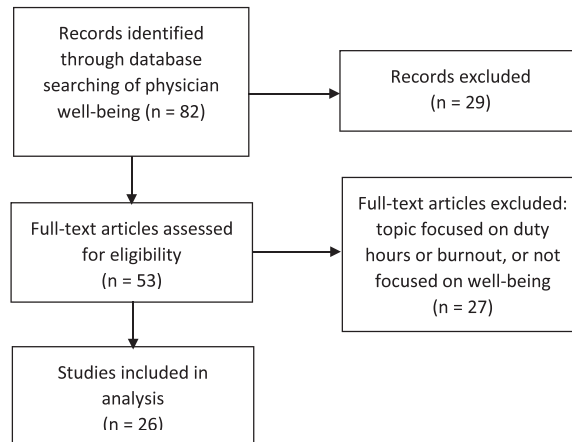 Records identified
through database
searching of physician
well-being (n = 82)
Records excluded
(n = 29)
Full-text articles assessed
for eligibility
(n = 53)
Full-text articles excluded:
topic focused on duty
hours or burnout, or not
focused on well-being
(n = 27)
Studies included in
analysis
(n = 26)